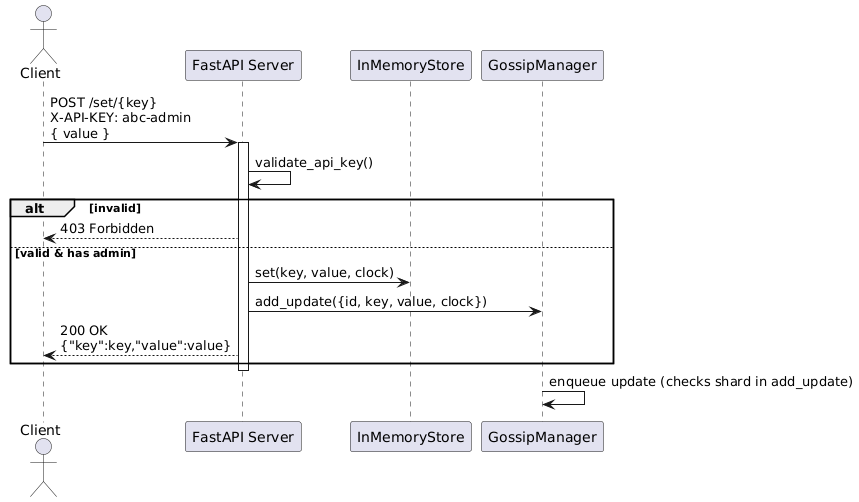 Client
FastAPI Server
InMemoryStore
GossipManager
POST /set/{key}
X-API-KEY: abc-admin
{ value }
validate_api_key()
alt
[invalid]
403 Forbidden
[valid & has admin]
set(key, value, clock)
add_update({id, key, value, clock})
200 OK
{"key":key,"value":value}
enqueue update (checks shard in add_update)
Client
FastAPI Server
InMemoryStore
GossipManager